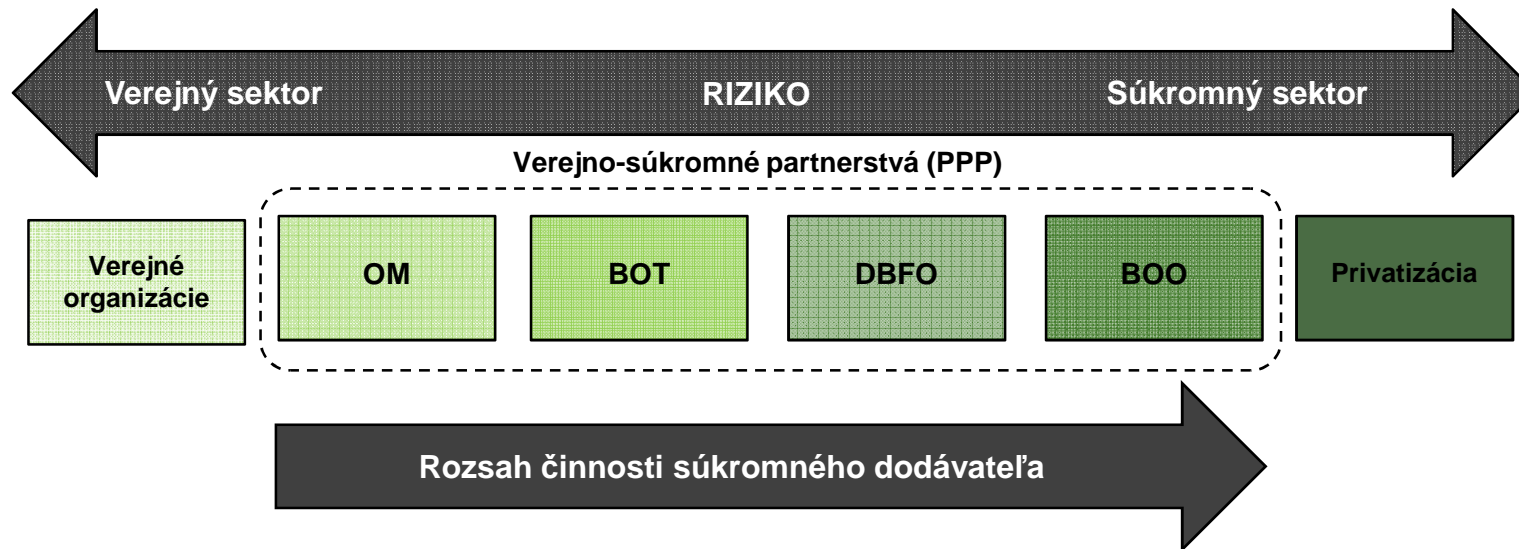 Verejný sektor RIZIKO Súkromný sektor
Verejno-súkromné partnerstvá (PPP)
Verejné
organizácie
OM
BOT
DBFO
BOO
Privatizácia
Rozsah činnosti súkromného dodávateľa